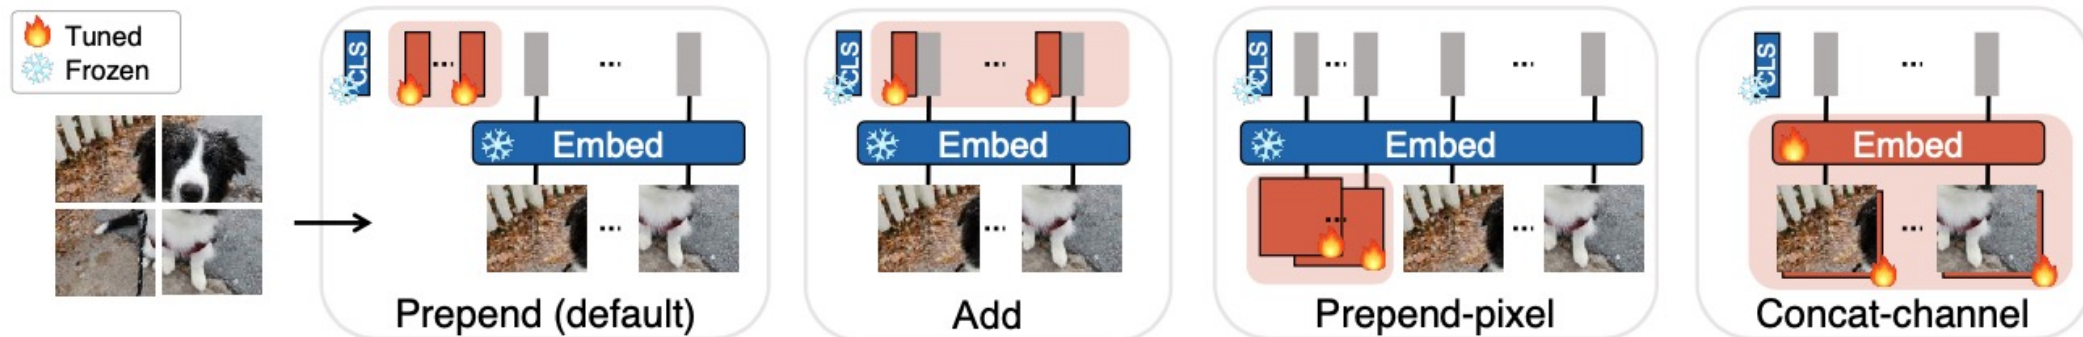 Tuned
Frozen
CLS
...
...
Embed
...
Prepend (default)
CLS
...
Embed
...
Add
CLS
...
...
Embed
...
...
Prepend-pixel
CLS
...
Embed
...
Concat-channel